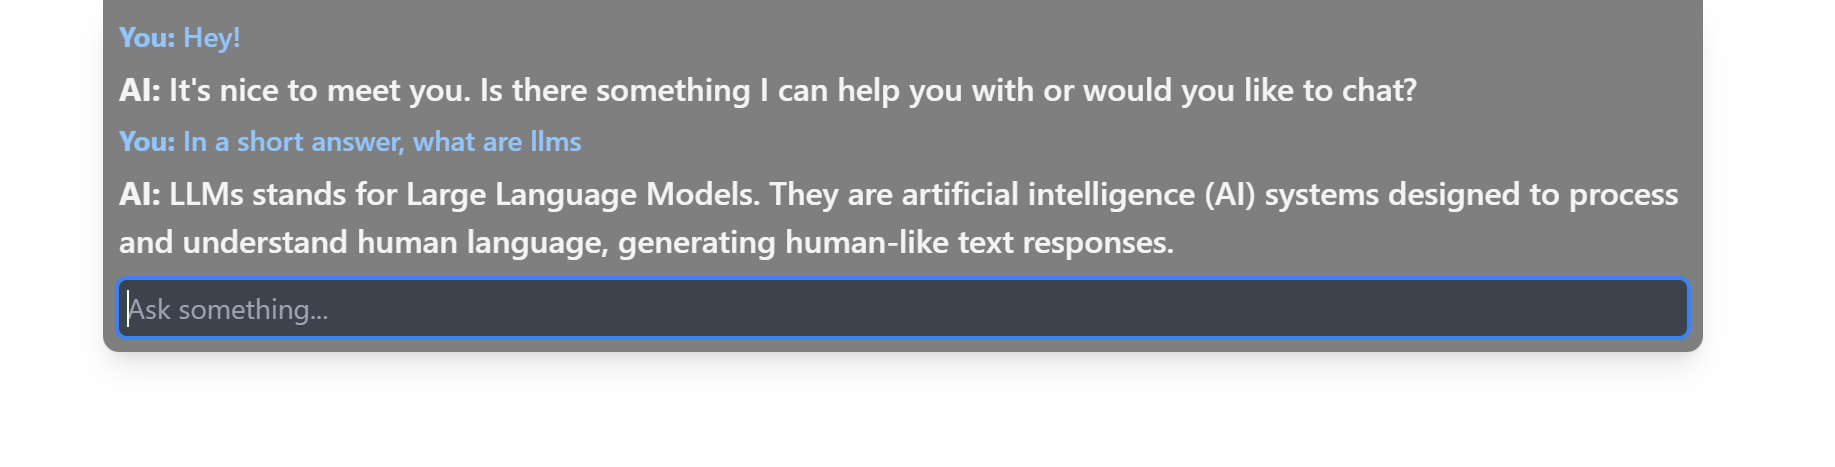 You: Hey!
AI: It's nice to meet you. Is there something I can help you with or would you like to chat?
You: In a short answer, what are llms
AI: LLMs stands for Large Language Models. They are artificial intelligence (AI) systems designed to process
and understand human language, generating human-like text responses.
Ask something...